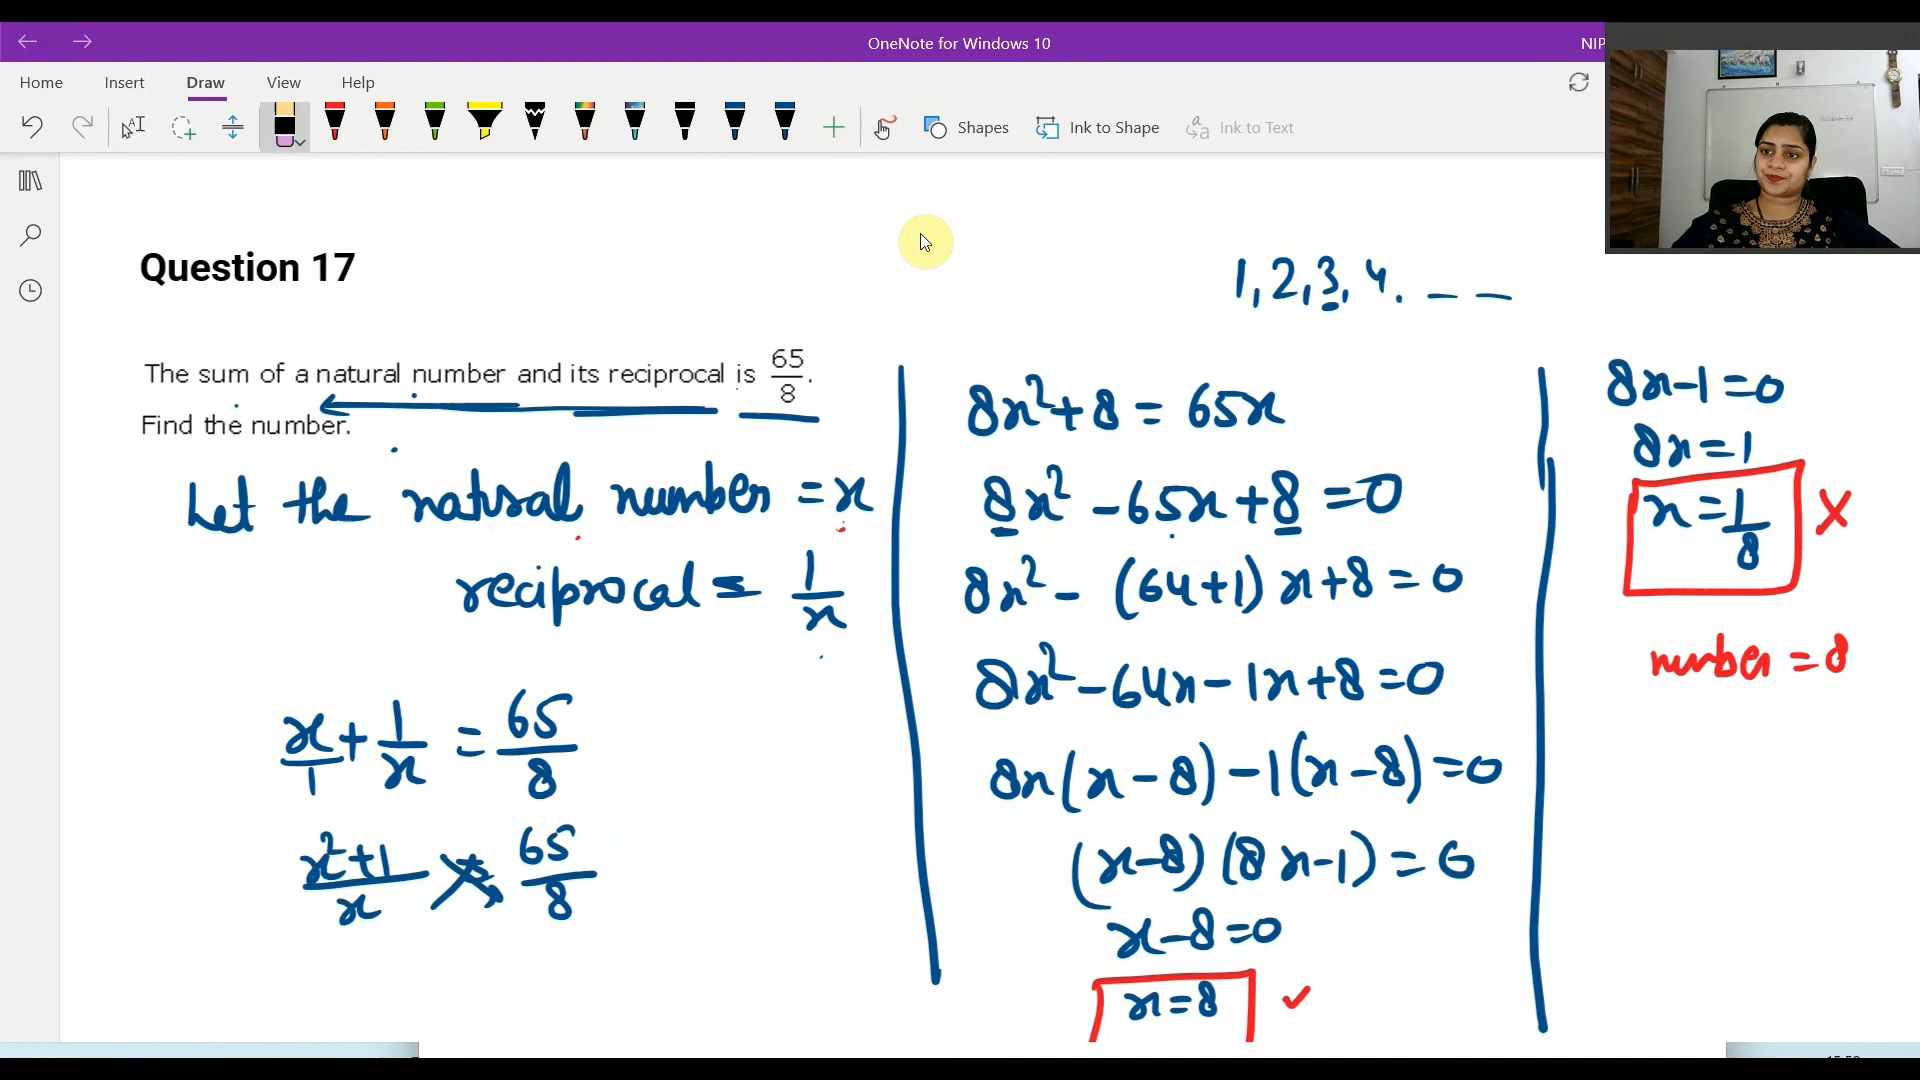 OneNote for Windows 10
NIP
Home Insert Draw View Help
Shapes Ink to Shape Ink to Text
Question 17
1, 2, 3, 4. _ _
The sum of a natural number and its reciprocal is 65/8.
Find the number.
Let the natural number = x
reciprocal = 1/x
x/1 + 1/x = 65/8
x²+1/x = 65/8
8x²+8 = 65x
8x² -65x+8 =0
8x² - (64+1) x+8 =0
8x² -64x -1x +8 =0
8x(x-8) -1(x-8) =0
(x-8) (8x-1) = 0
x-8=0
x=8 ✓
8x-1=0
8x=1
x=1/8 X
number = 8